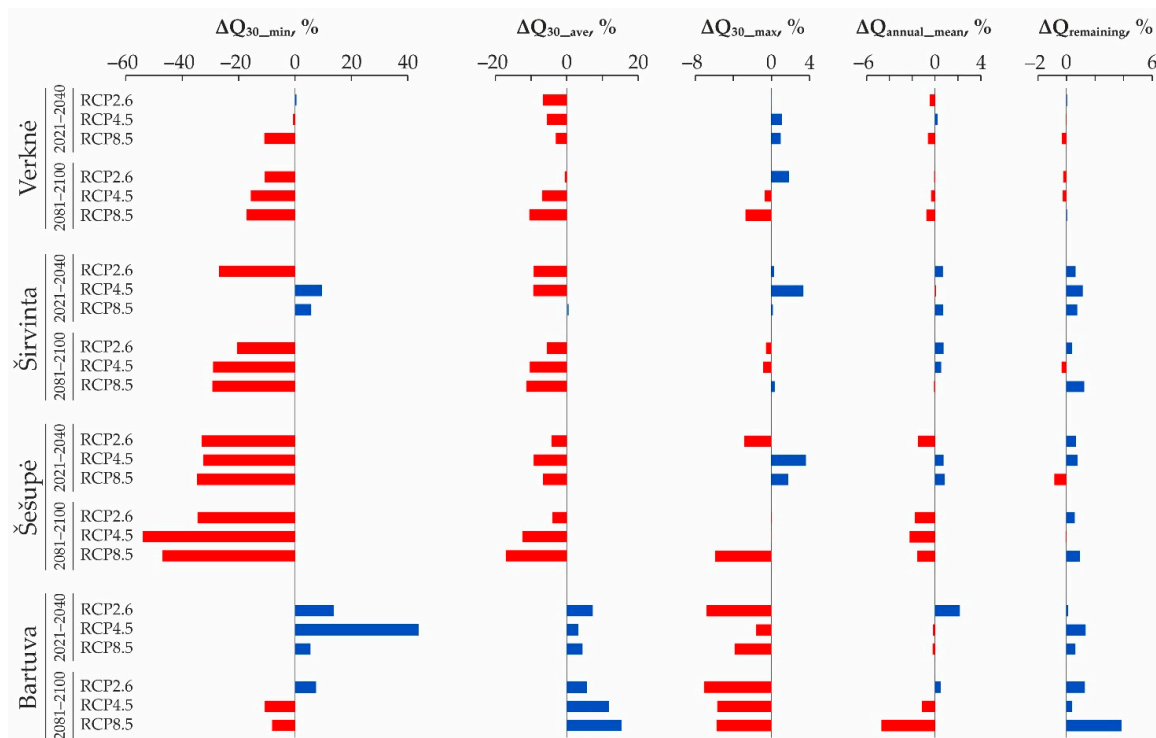 ΔQ30_min, % ΔQ30_ave, % ΔQ30_max, % ΔQannual_mean, % ΔQremaining, %
−60 −40 −20 0 20 40 −20 0 20 −8 0 4 −6 0 4 −2 0 6
Verknė
2021–2040
RCP2.6
RCP4.5
RCP8.5
2081–2100
RCP2.6
RCP4.5
RCP8.5
Širvinta
2021–2040
RCP2.6
RCP4.5
RCP8.5
2081–2100
RCP2.6
RCP4.5
RCP8.5
Šešupė
2021–2040
RCP2.6
RCP4.5
RCP8.5
2081–2100
RCP2.6
RCP4.5
RCP8.5
Bartuva
2021–2040
RCP2.6
RCP4.5
RCP8.5
2081–2100
RCP2.6
RCP4.5
RCP8.5